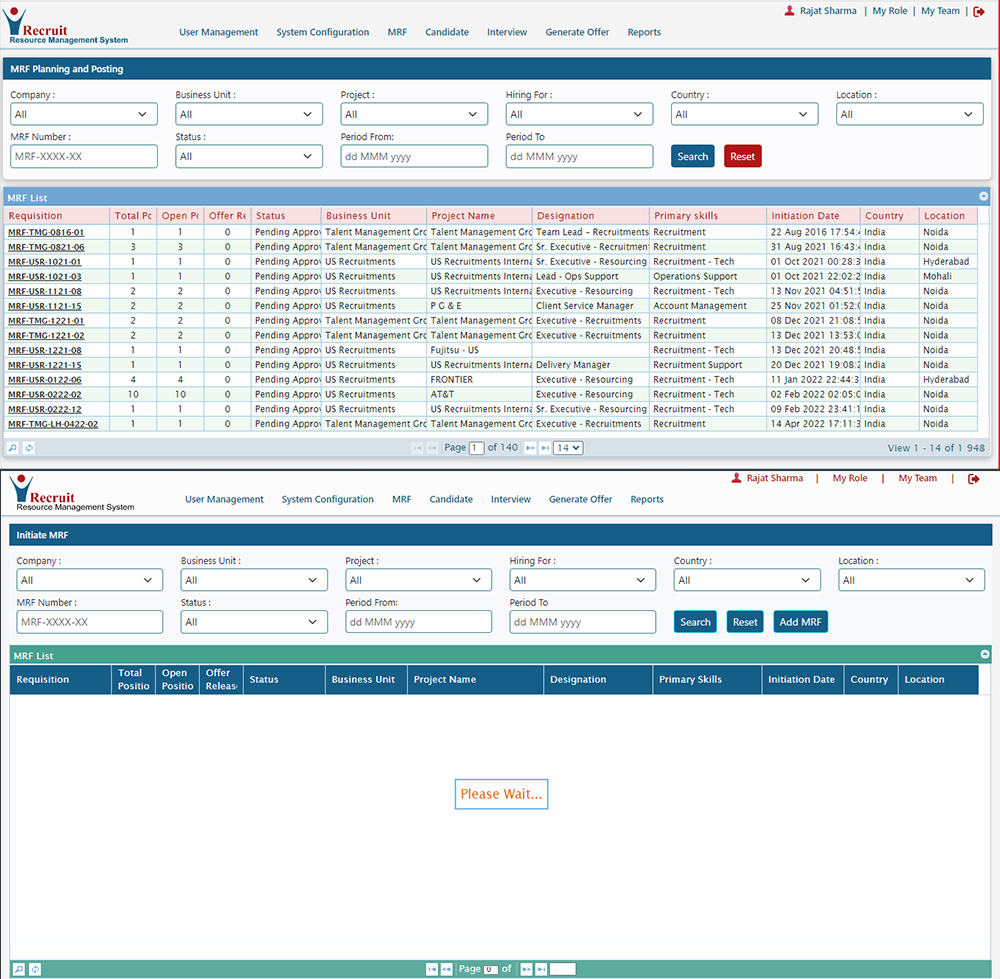 Rajat Sharma | My Role | My Team |
Recruit
Resource Management System
User Management System Configuration MRF Candidate Interview Generate Offer Reports
MRF Planning and Posting
Company : Business Unit : Project : Hiring For : Country : Location :
All All All All All All
MRF Number : Status : Period From: Period To
MRF-XXXX-XX All dd MMM yyyy dd MMM yyyy Search Reset
MRF List
Requisition Total Pc Open Pc Offer Re Status Business Unit Project Name Designation Primary skills Initiation Date Country Location
MRF-TMG-0816-01 1 1 0 Pending Approv Talent Management Gro Talent Management Gro Team Lead - Recruitments Recruitment 22 Aug 2016 17:54: India Noida
MRF-TMG-0821-06 3 3 0 Pending Approv Talent Management Gro Talent Management Gro Sr. Executive - Recruitmen Recruitment 31 Aug 2021 16:43: India Noida
MRF-USR-1021-01 1 1 0 Pending Approv US Recruitments US Recruitments Interna Sr. Executive - Resourcing Recruitment - Tech 01 Oct 2021 00:28:3 India Hyderabad
MRF-USR-1021-03 1 1 0 Pending Approv US Recruitments US Recruitments Interna Lead - Ops Support Operations Support 01 Oct 2021 22:02:2 India Mohali
MRF-USR-1121-08 2 2 0 Pending Approv US Recruitments US Recruitments Interna Executive - Resourcing Recruitment - Tech 13 Nov 2021 04:51: India Noida
MRF-USR-1121-15 2 2 0 Pending Approv US Recruitments P G & E Client Service Manager Account Management 25 Nov 2021 01:52: India Noida
MRF-TMG-1221-01 2 2 0 Pending Approv Talent Management Gro Talent Management Gro Executive - Recruitments Recruitment 08 Dec 2021 21:08: India Noida
MRF-TMG-1221-02 2 2 0 Pending Approv Talent Management Gro Talent Management Gro Executive - Recruitments Recruitment 13 Dec 2021 13:53: India Noida
MRF-USR-1221-08 1 1 0 Pending Approv US Recruitments Fujitsu - US Recruitment - Tech 13 Dec 2021 20:48: India Noida
MRF-USR-1221-15 1 1 0 Pending Approv US Recruitments US Recruitments Interna Delivery Manager Recruitment Support 20 Dec 2021 19:08: India Noida
MRF-USR-0122-06 4 4 0 Pending Approv US Recruitments FRONTIER Executive - Resourcing Recruitment - Tech 11 Jan 2022 22:44:3 India Hyderabad
MRF-USR-0222-02 10 10 0 Pending Approv US Recruitments AT&T Executive - Resourcing Recruitment - Tech 02 Feb 2022 02:05: India Noida
MRF-USR-0222-12 1 1 0 Pending Approv US Recruitments US Recruitments Interna Sr. Executive - Resourcing Recruitment - Tech 09 Feb 2022 23:41:1 India Noida
MRF-TMG-LH-0422-02 1 1 0 Pending Approv Talent Management Gro Talent Management Gro Executive - Recruitments Recruitment 14 Apr 2022 17:11:3 India Noida
Page 1 of 140 14 View 1 - 14 of 1 948
Rajat Sharma | My Role | My Team |
Recruit
Resource Management System
User Management System Configuration MRF Candidate Interview Generate Offer Reports
Initiate MRF
Company : Business Unit : Project : Hiring For : Country : Location :
All All All All All All
MRF Number : Status : Period From: Period To
MRF-XXXX-XX All dd MMM yyyy dd MMM yyyy Search Reset Add MRF
MRF List
Requisition Total Positio Open Positio Offer Releas Status Business Unit Project Name Designation Primary Skills Initiation Date Country Location
Please Wait...
Page 0 of